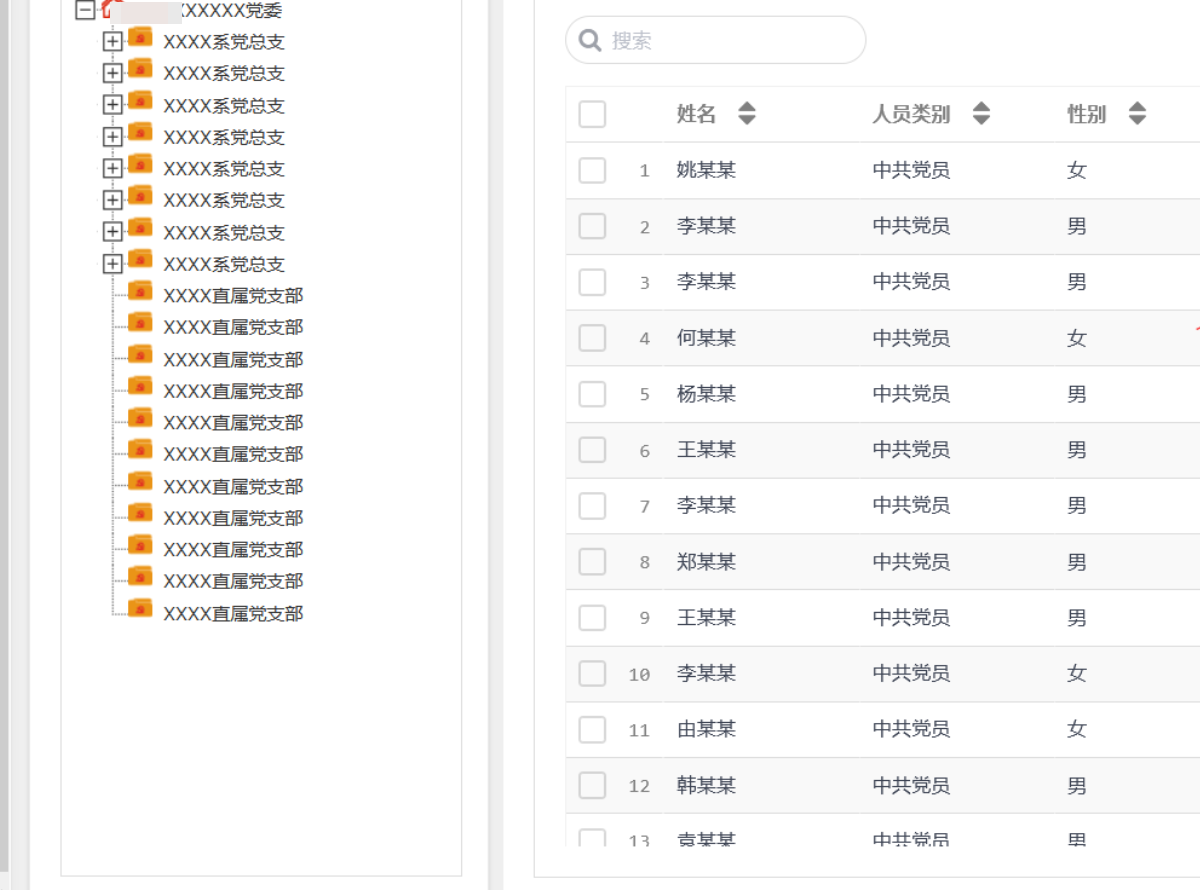 XXXXXX党委
XXXX系党总支
XXXX系党总支
XXXX系党总支
XXXX系党总支
XXXX系党总支
XXXX系党总支
XXXX系党总支
XXXX系党总支
XXXX直属党支部
XXXX直属党支部
XXXX直属党支部
XXXX直属党支部
XXXX直属党支部
XXXX直属党支部
XXXX直属党支部
XXXX直属党支部
XXXX直属党支部
XXXX直属党支部
XXXX直属党支部
搜索
姓名 人员类别 性别
1 姚某某 中共党员 女
2 李某某 中共党员 男
3 李某某 中共党员 男
4 何某某 中共党员 女
5 杨某某 中共党员 男
6 王某某 中共党员 男
7 李某某 中共党员 男
8 郑某某 中共党员 男
9 王某某 中共党员 男
10 李某某 中共党员 女
11 由某某 中共党员 女
12 韩某某 中共党员 男
13 袁某某 中共党员 男